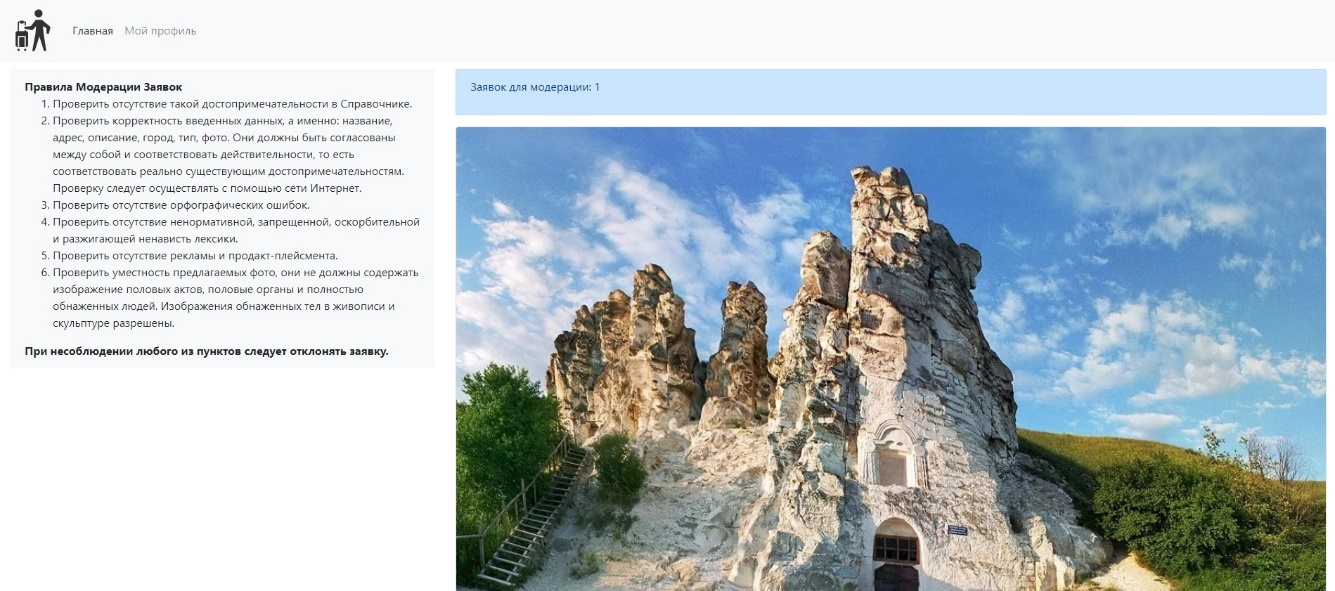 Главная Мой профиль
Правила Модерации Заявок
1. Проверить отсутствие такой достопримечательности в Справочнике.
2. Проверить корректность введенных данных, а именно: название,
адрес, описание, город, тип, фото. Они должны быть согласованы
между собой и соответствовать действительности, то есть
соответствовать реально существующим достопримечательностям.
Проверку следует осуществлять с помощью сети Интернет.
3. Проверить отсутствие орфографических ошибок.
4. Проверить отсутствие ненормативной, запрещенной, оскорбительной
и разжигающей ненависть лексики.
5. Проверить отсутствие рекламы и продакт-плейсмента.
6. Проверить уместность предлагаемых фото, они не должны содержать
изображение половых актов, половые органы и полностью
обнаженных людей. Изображения обнаженных тел в живописи и
скульптуре разрешены.
При несоблюдении любого из пунктов следует отклонять заявку.
Заявок для модерации: 1